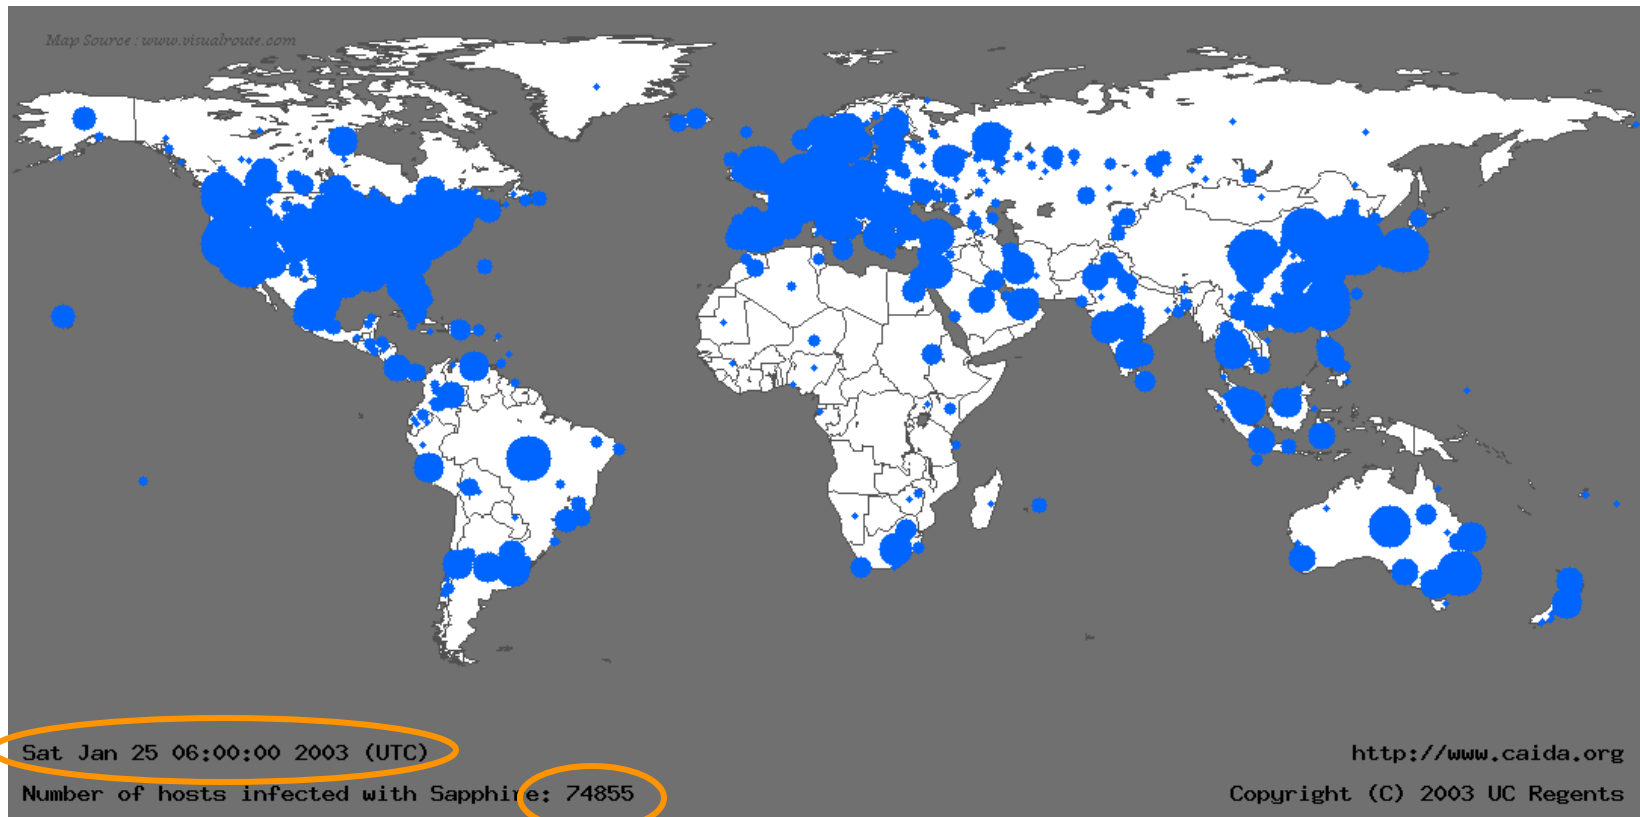 Map Source : www.visualroute.com
Sat Jan 25 06:00:00 2003 (UTC)
http://www.caida.org
Number of hosts infected with Sapphire: 74855
Copyright (C) 2003 UC Regents